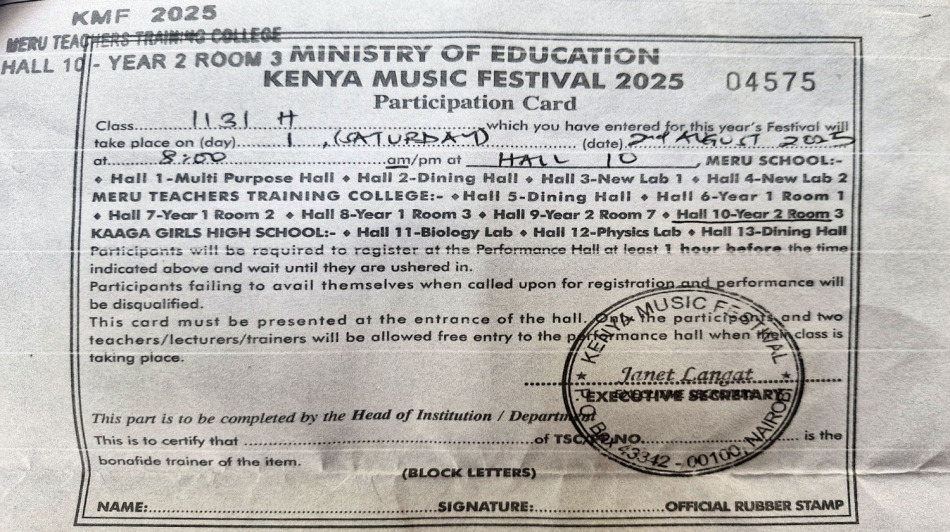 KMF 2025
MERU TEACHERS TRAINING COLLEGE
HALL 10 - YEAR 2 ROOM 3
MINISTRY OF EDUCATION
KENYA MUSIC FESTIVAL 2025 04575
Participation Card
Class 1131 H which you have entered for this year's Festival will
take place on (day) 1, (SATURDAY) (date) 2nd AUGUST 2025
at 8:00 am/pm at HALL 10, MERU SCHOOL:-
♦ Hall 1-Multi Purpose Hall ♦ Hall 2-Dining Hall ♦ Hall 3-New Lab 1 ♦ Hall 4-New Lab 2
MERU TEACHERS TRAINING COLLEGE:- ♦ Hall 5-Dining Hall ♦ Hall 6-Year 1 Room 1
♦ Hall 7-Year 1 Room 2 ♦ Hall 8-Year 1 Room 3 ♦ Hall 9-Year 2 Room 7 ♦ Hall 10-Year 2 Room 3
KAAGA GIRLS HIGH SCHOOL:- ♦ Hall 11-Biology Lab ♦ Hall 12-Physics Lab ♦ Hall 13-Dining Hall
Participants will be required to register at the Performance Hall at least 1 hour before the time
indicated above and wait until they are ushered in.
Participants failing to avail themselves when called upon for registration and performance will
be disqualified.
This card must be presented at the entrance of the hall. Only the participants and two
teachers/lecturers/trainers will be allowed free entry to the performance hall when their class is
taking place.
KENYA MUSIC FESTIVAL
Janet Langat
EXECUTIVE SECRETARY
P.O. BOX 43342 - 00100, NAIROBI
This part is to be completed by the Head of Institution / Department
This is to certify that of TSC/ NO. is the
bonafide trainer of the item.
(BLOCK LETTERS)
NAME: SIGNATURE: OFFICIAL RUBBER STAMP